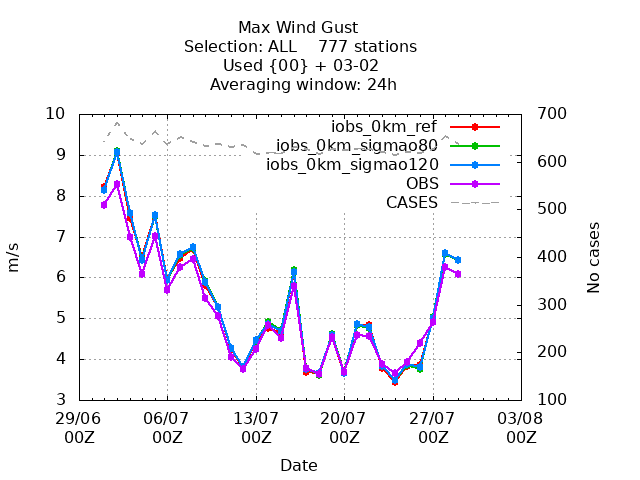 Max Wind Gust
Selection: ALL    777 stations
Used {00} + 03-02
Averaging window: 24h
iobs_0km_ref
iobs_0km_sigmao80
iobs_0km_sigmao120
OBS
CASES
10
9
8
7
6
5
4
3
m/s
700
600
500
400
300
200
100
No cases
29/06 06/07 13/07 20/07 27/07 03/08
00Z 00Z 00Z 00Z 00Z 00Z
Date